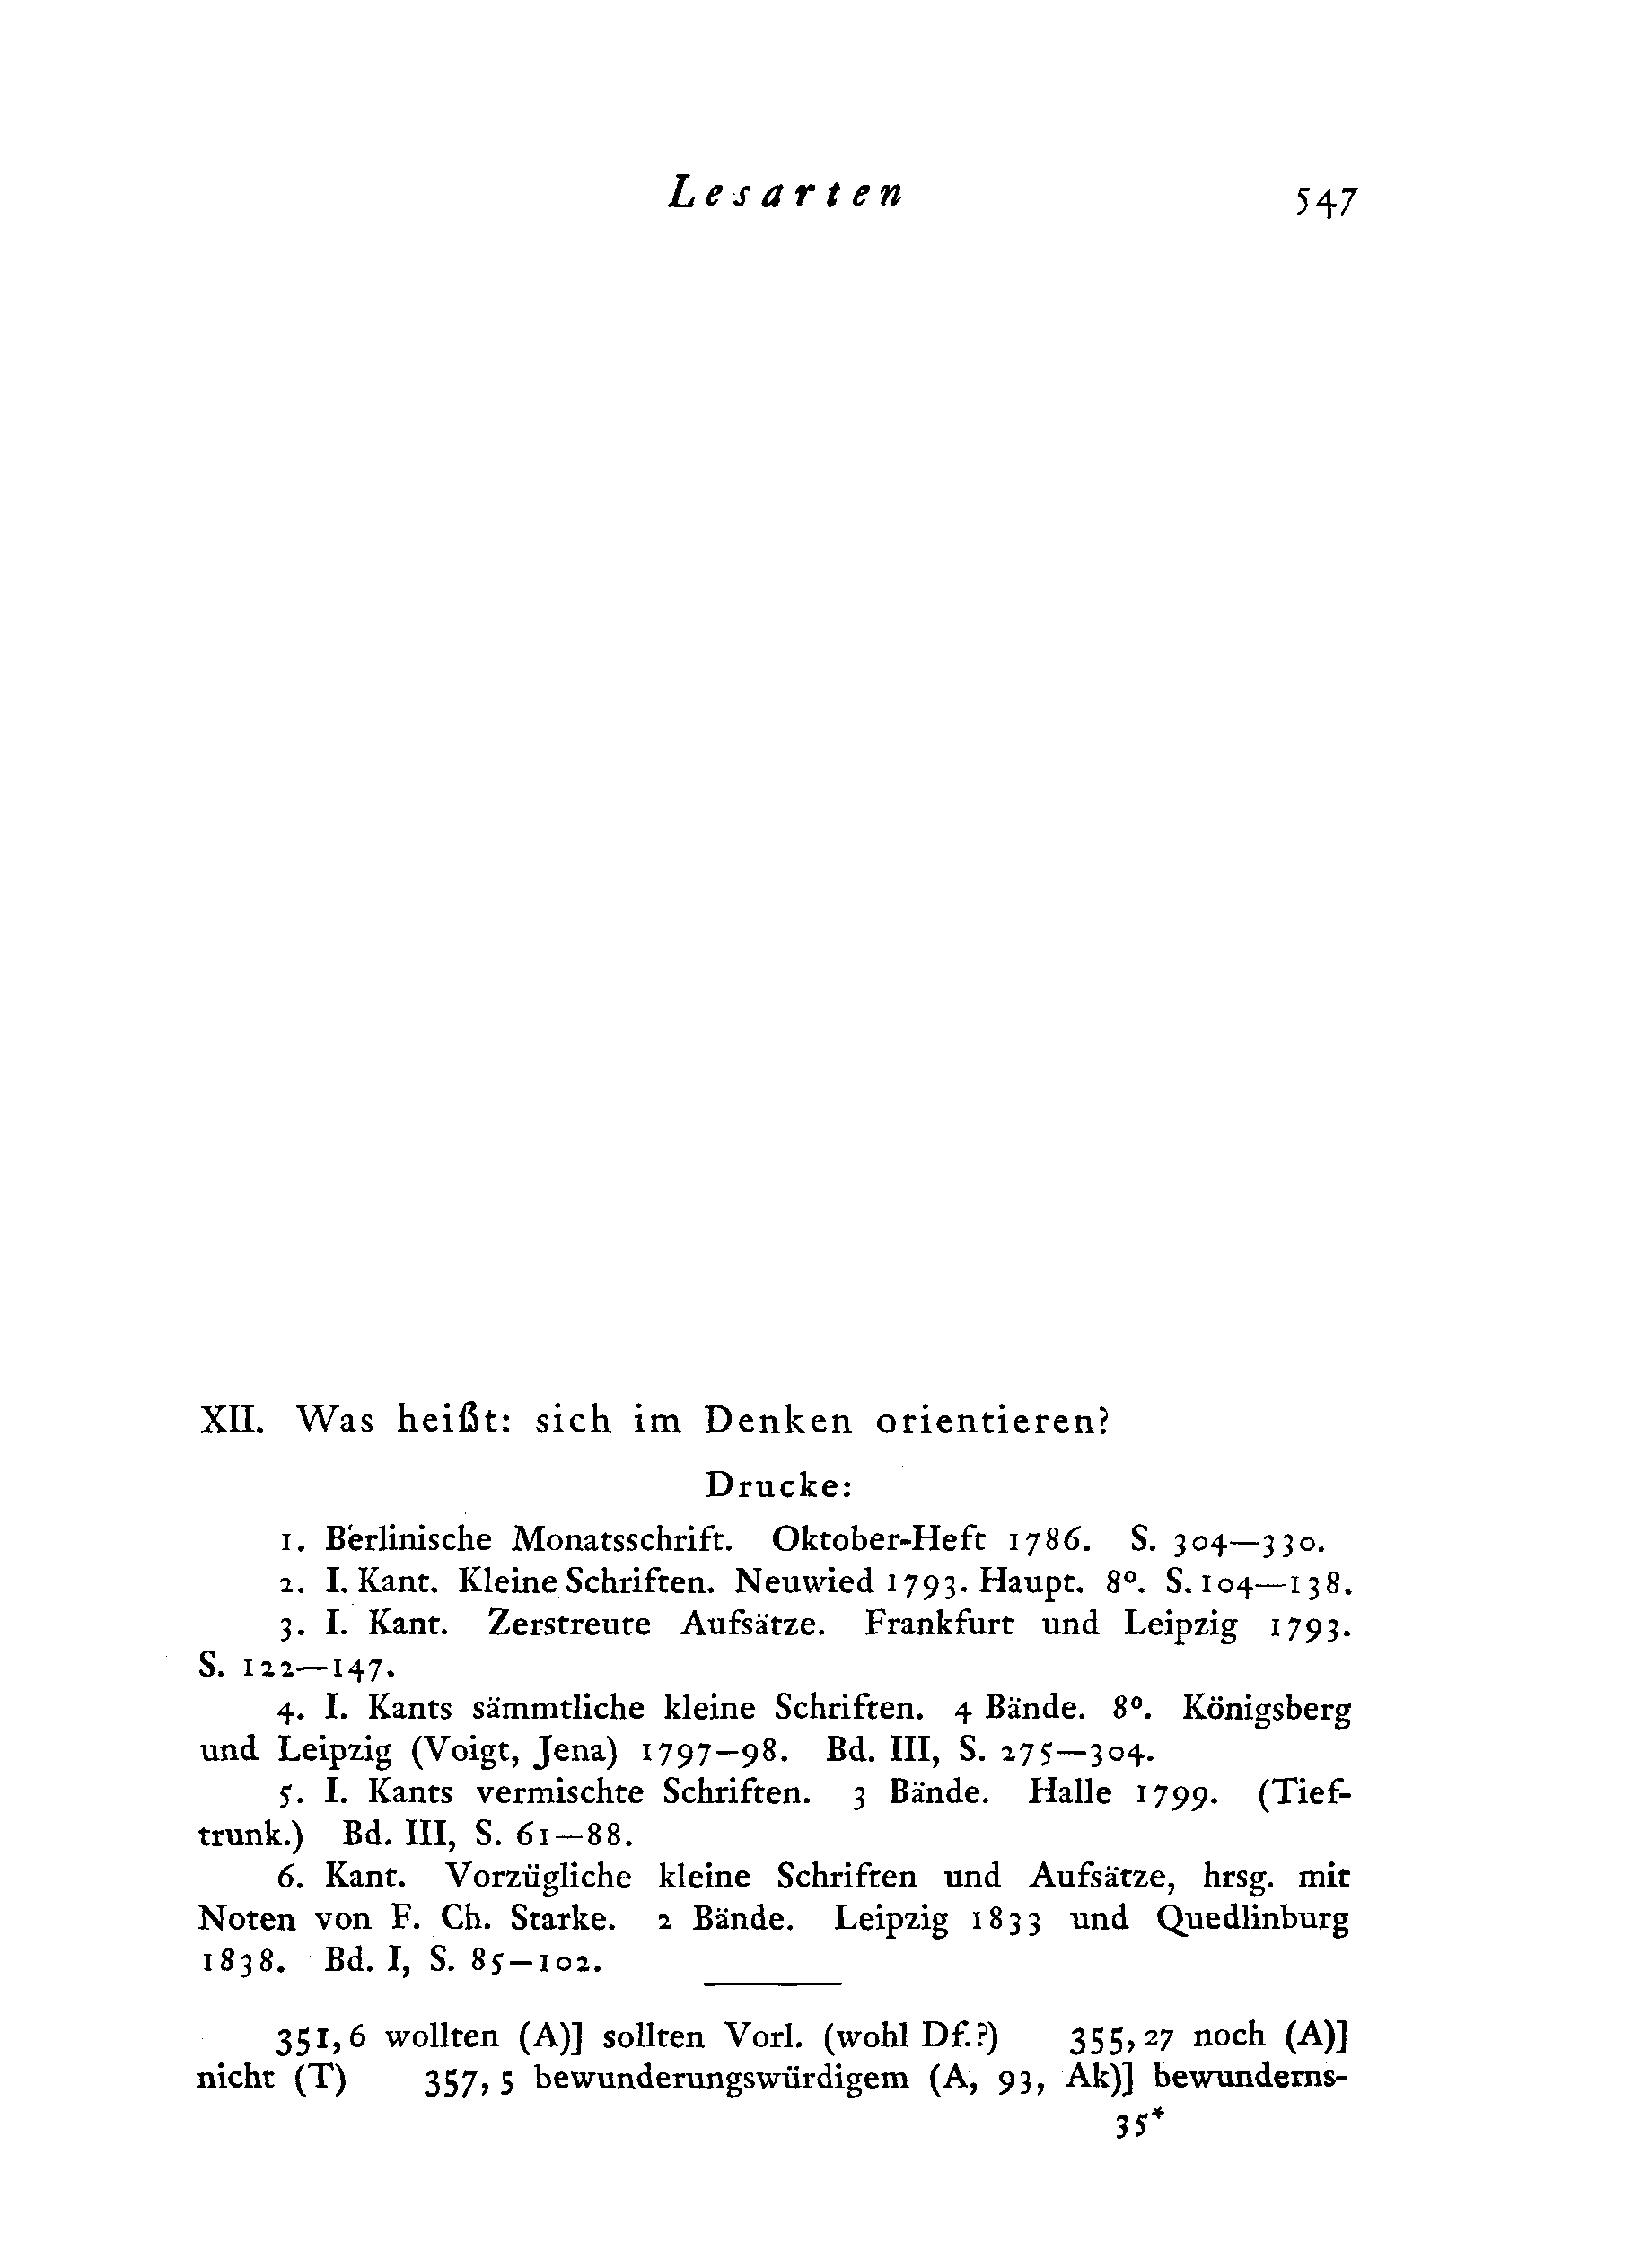 Lesarten 547
XII. Was heißt: sich im Denken orientieren?
Drucke:
1. Berlinische Monatsschrift. Oktober-Heft 1786. S. 304—330.
2. I. Kant. Kleine Schriften. Neuwied 1793. Haupt. 8°. S. 104—138.
3. I. Kant. Zerstreute Aufsätze. Frankfurt und Leipzig 1793.
S. 122—147.
4. I. Kants sämmtliche kleine Schriften. 4 Bände. 8°. Königsberg
und Leipzig (Voigt, Jena) 1797—98. Bd. III, S. 275—304.
5. I. Kants vermischte Schriften. 3 Bände. Halle 1799. (Tief-
trunk.) Bd. III, S. 61—88.
6. Kant. Vorzügliche kleine Schriften und Aufsätze, hrsg. mit
Noten von F. Ch. Starke. 2 Bände. Leipzig 1833 und Quedlinburg
1838. Bd. I, S. 85—102.
351,6 wollten (A)] sollten Vorl. (wohl Df.?) 355,27 noch (A)]
nicht (T) 357,5 bewunderungswürdigem (A, 93, Ak)] bewunderns-
35*